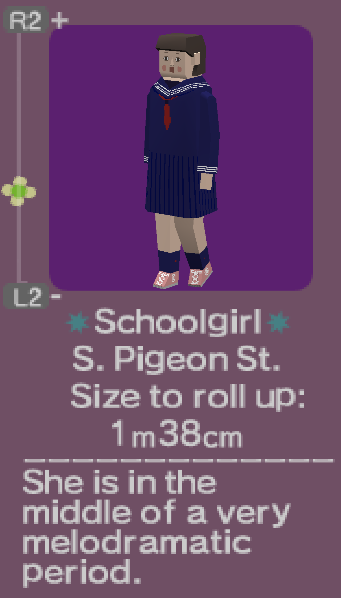 R2 +
L2 -
Schoolgirl
S. Pigeon St.
Size to roll up:
1m38cm
She is in the
middle of a very
melodramatic
period.